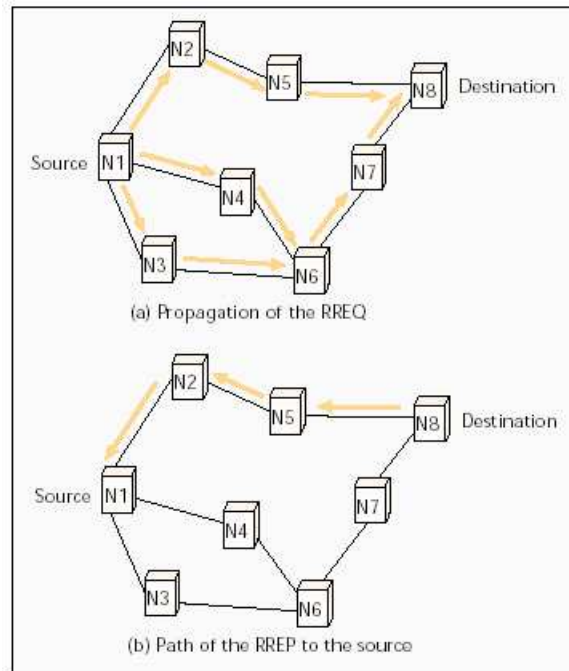 N2
N5
N8
Destination
Source
N1
N4
N7
N3
N6
(a) Propagation of the RREQ
N2
N5
N8
Destination
Source
N1
N4
N7
N3
N6
(b) Path of the RREP to the source